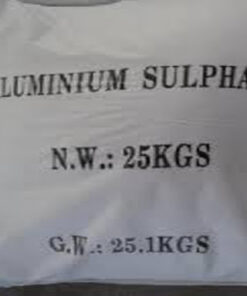 LUMINIUM SULPHA
N.W.: 25KGS
G.W.: 25.1KGS